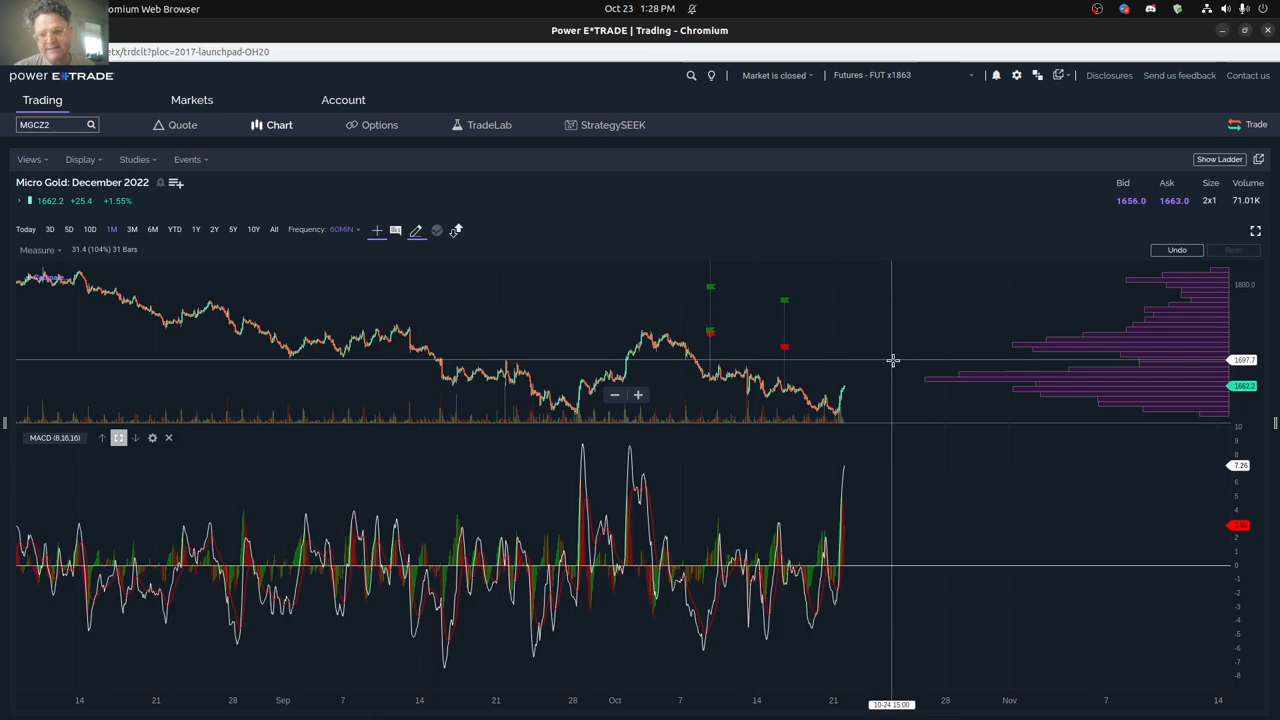 omium Web Browser
Oct 23 1:28 PM
Power E*TRADE | Trading - Chromium
etx/trdclt?ploc=2017-launchpad-OH20
power E*TRADE
Market is closed
Futures - FUT x1863
Disclosures
Send us feedback
Contact us
Trading
Markets
Account
MGCZ2
Quote
Chart
Options
TradeLab
StrategySEEK
Trade
Views
Display
Studies
Events
Show Ladder
Micro Gold: December 2022
Bid
Ask
Size
Volume
1662.2 +25.4 +1.55%
1656.0
1663.0
2x1
71.01K
Today 3D 5D 10D 1M 3M 6M YTD 1Y 2Y 5Y 10Y All Frequency: 60MIN
Measure
31.4 (104%) 31 Bars
Undo
Redo
Compare
1800.0
1697.7
1662.2
10
9
8
7.26
6
5
4
2
1
0
-1
-2
-3
-4
-5
-6
-7
-8
MACD (8,16,16)
14 21 28 Sep 7 14 21 28 Oct 7 14 21 28 Nov 7 14
10-24 15:00